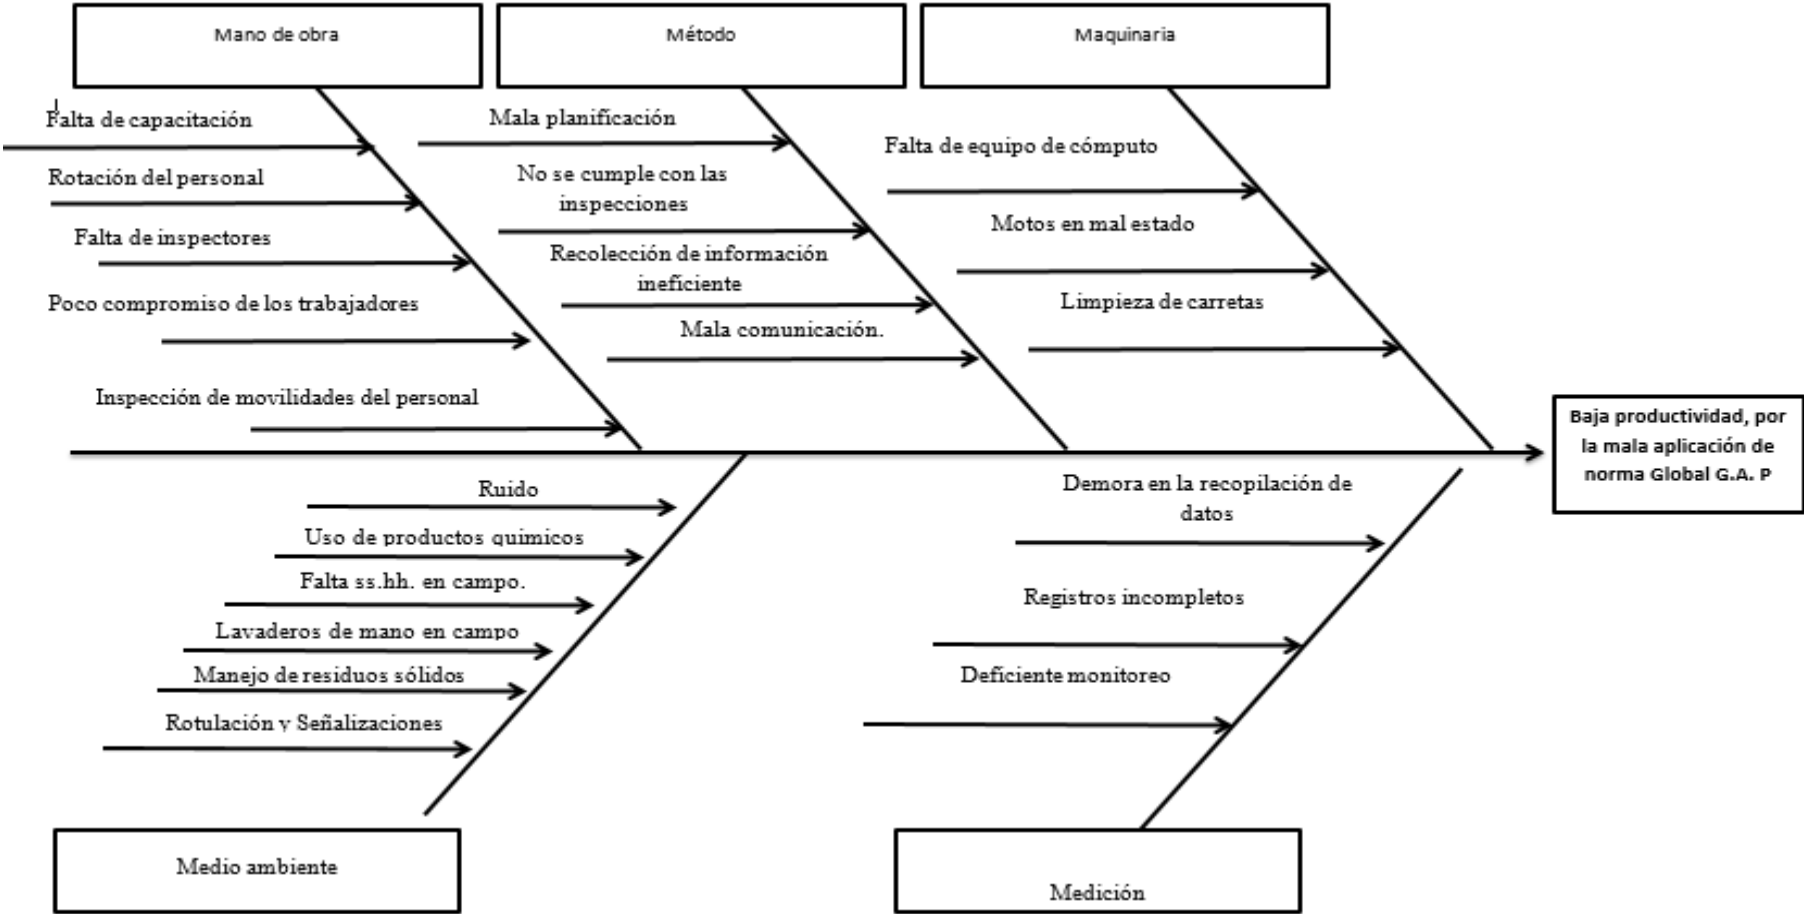 Mano de obra
Método
Maquinaria
Falta de capacitación
Rotación del personal
Falta de inspectores
Poco compromiso de los trabajadores
Inspección de movilidades del personal
Mala planificación
No se cumple con las
inspecciones
Recolección de información
ineficiente
Mala comunicación.
Falta de equipo de cómputo
Motos en mal estado
Limpieza de carretas
Baja productividad, por
la mala aplicación de
norma Global G.A. P
Ruido
Uso de productos quimicos
Falta ss.hh. en campo.
Lavaderos de mano en campo
Manejo de residuos sólidos
Rotulación y Señalizaciones
Demora en la recopilación de
datos
Registros incompletos
Deficiente monitoreo
Medio ambiente
Medición